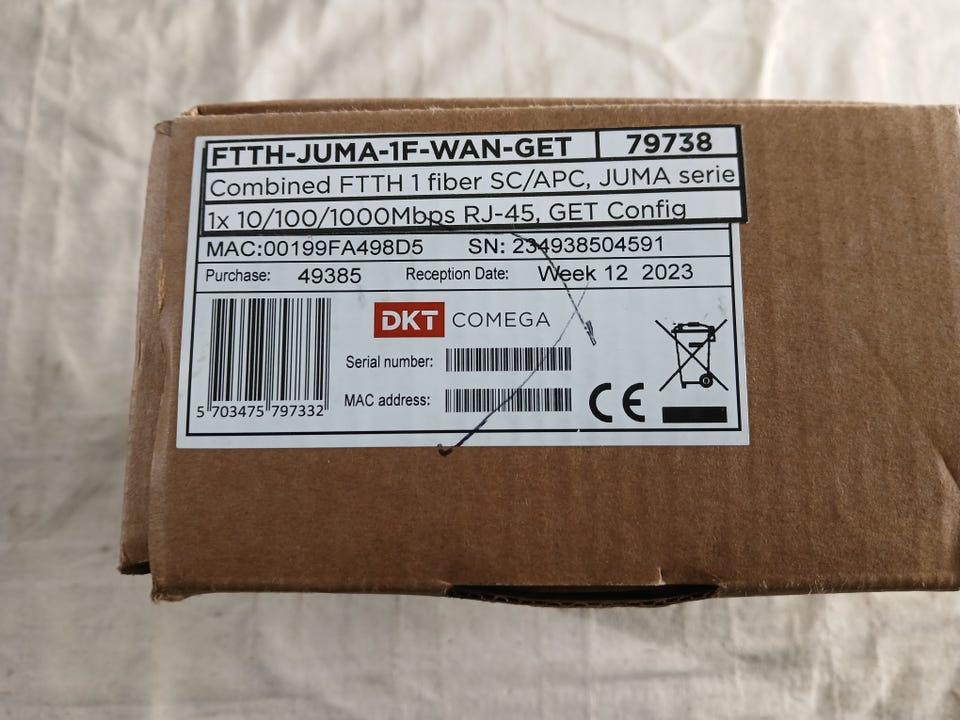 FTTH-JUMA-1F-WAN-GET 79738
Combined FTTH 1 fiber SC/APC, JUMA serie
1x 10/100/1000Mbps RJ-45, GET Config
MAC:00199FA498D5 SN: 234938504591
Purchase: 49385 Reception Date: Week 12 2023
DKT COMEGA
Serial number:
MAC address:
5 703475 797332
CE